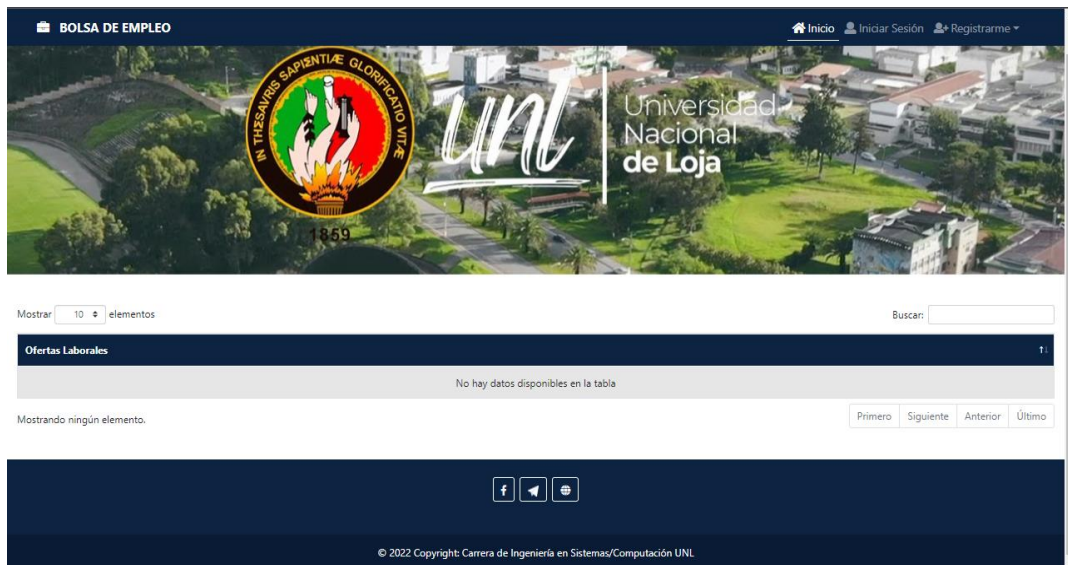 BOLSA DE EMPLEO
Inicio
Iniciar Sesión
Registrarme
IN THESAVRIS SAPIENTIÆ GLORIFICATIO VITÆ
1859
unl
Universidad
Nacional
de Loja
Mostrar 10 elementos
Buscar:
Ofertas Laborales
No hay datos disponibles en la tabla
Mostrando ningún elemento.
Primero Siguiente Anterior Último
© 2022 Copyright: Carrera de Ingeniería en Sistemas/Computación UNL